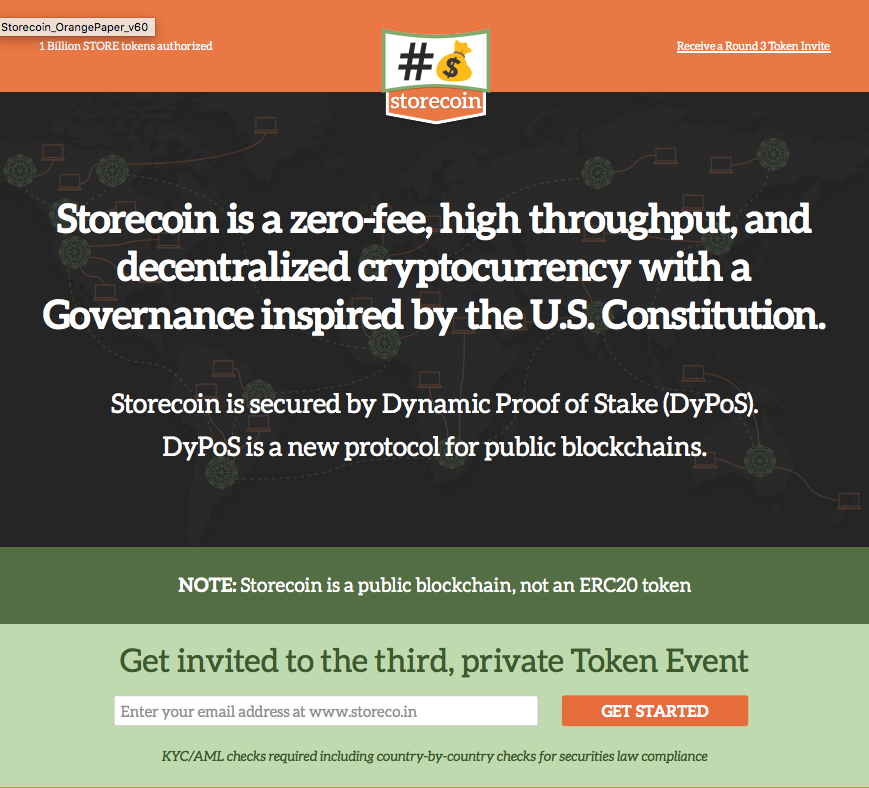 Storecoin_OrangePaper_v60
1 Billion STORE tokens authorized
#💰
storecoin
Receive a Round 3 Token Invite
Storecoin is a zero-fee, high throughput, and
decentralized cryptocurrency with a
Governance inspired by the U.S. Constitution.
Storecoin is secured by Dynamic Proof of Stake (DyPoS).
DyPoS is a new protocol for public blockchains.
NOTE: Storecoin is a public blockchain, not an ERC20 token
Get invited to the third, private Token Event
Enter your email address at www.storeco.in
GET STARTED
KYC/AML checks required including country-by-country checks for securities law compliance